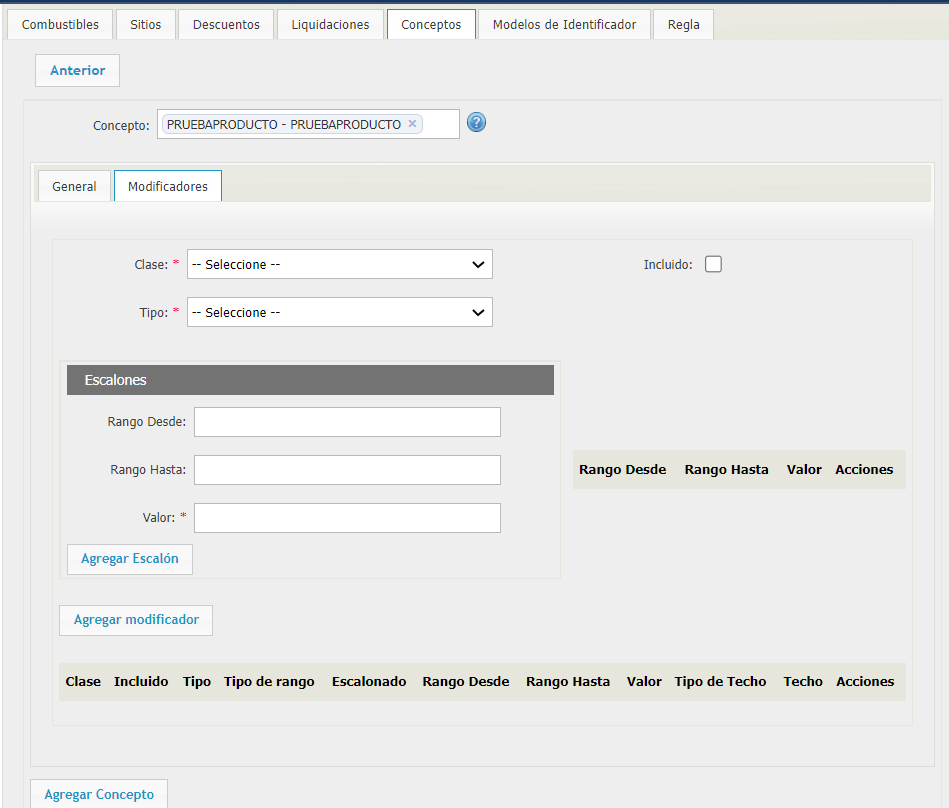 Combustibles Sitios Descuentos Liquidaciones Conceptos Modelos de Identificador Regla
Anterior
Concepto: PRUEBAPRODUCTO - PRUEBAPRODUCTO × ?
General Modificadores
Clase: * -- Seleccione -- Incluido:
Tipo: * -- Seleccione --
Escalones
Rango Desde:
Rango Hasta:
Rango Desde Rango Hasta Valor Acciones
Valor: *
Agregar Escalón
Agregar modificador
Clase Incluido Tipo Tipo de rango Escalonado Rango Desde Rango Hasta Valor Tipo de Techo Techo Acciones
Agregar Concepto